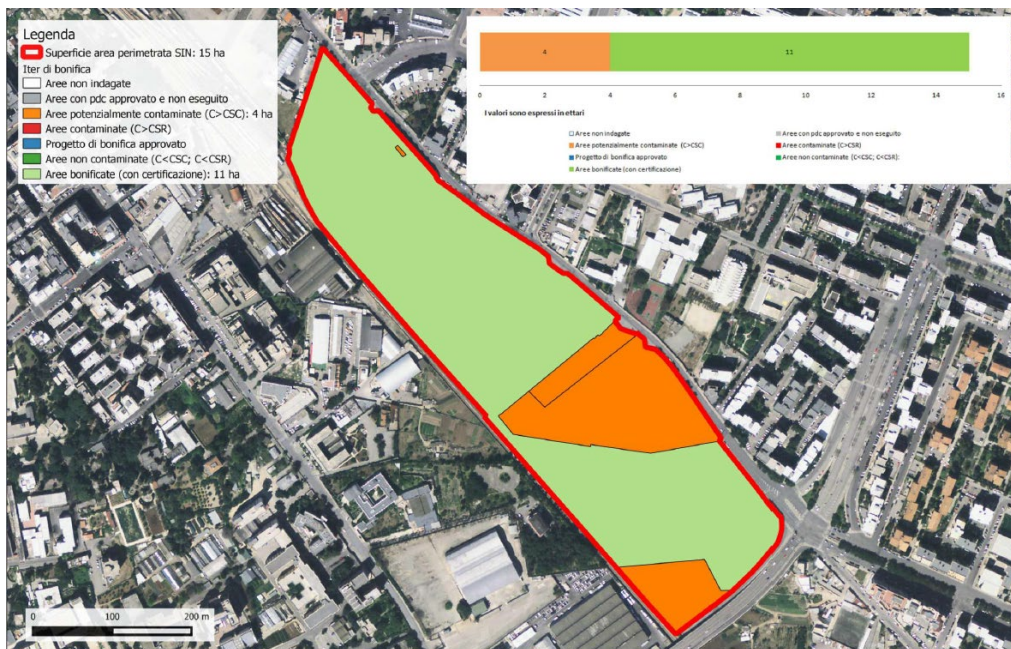 Legenda
Superficie area perimetrata SIN: 15 ha
Iter di bonifica
Aree non indagate
Aree con pdc approvato e non eseguito
Aree potenzialmente contaminate (C>CSC): 4 ha
Aree contaminate (C>CSR)
Progetto di bonifica approvato
Aree non contaminate (C<CSC; C<CSR)
Aree bonificate (con certificazione): 11 ha
4 11
0 2 4 6 8 10 12 14 16
I valori sono espressi in ettari
Aree non indagate Aree con pdc approvato e non eseguito
Aree potenzialmente contaminate (C>CSC) Aree contaminate (C>CSR)
Progetto di bonifica approvato Aree non contaminate (C<CSC; C<CSR):
Aree bonificate (con certificazione)
0 100 200 m